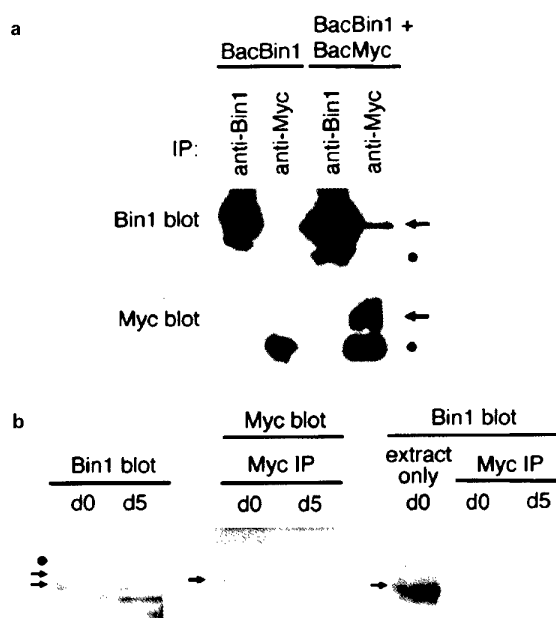 a
BacBin1
BacBin1 +
BacMyc
IP:
anti-Bin1
anti-Myc
anti-Bin1
anti-Myc
Bin1 blot
Myc blot
b
Bin1 blot
d0 d5
Myc blot
Myc IP
d0 d5
Bin1 blot
extract
only
Myc IP
d0 d0 d5